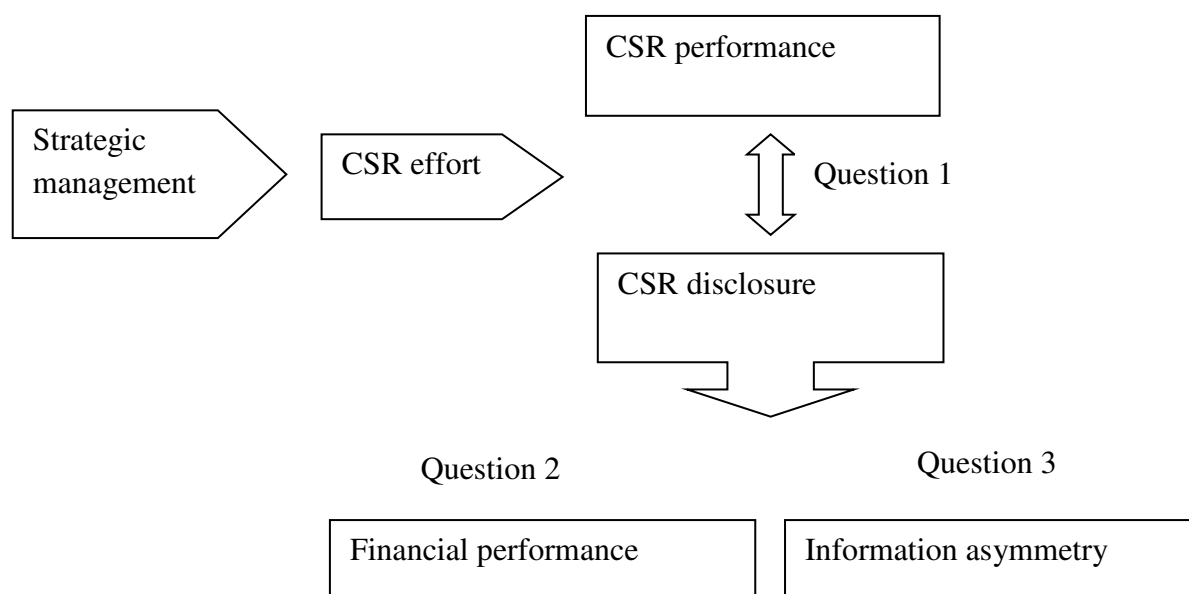 CSR performance
Strategic
management
CSR effort
Question 1
CSR disclosure
Question 2
Question 3
Financial performance
Information asymmetry